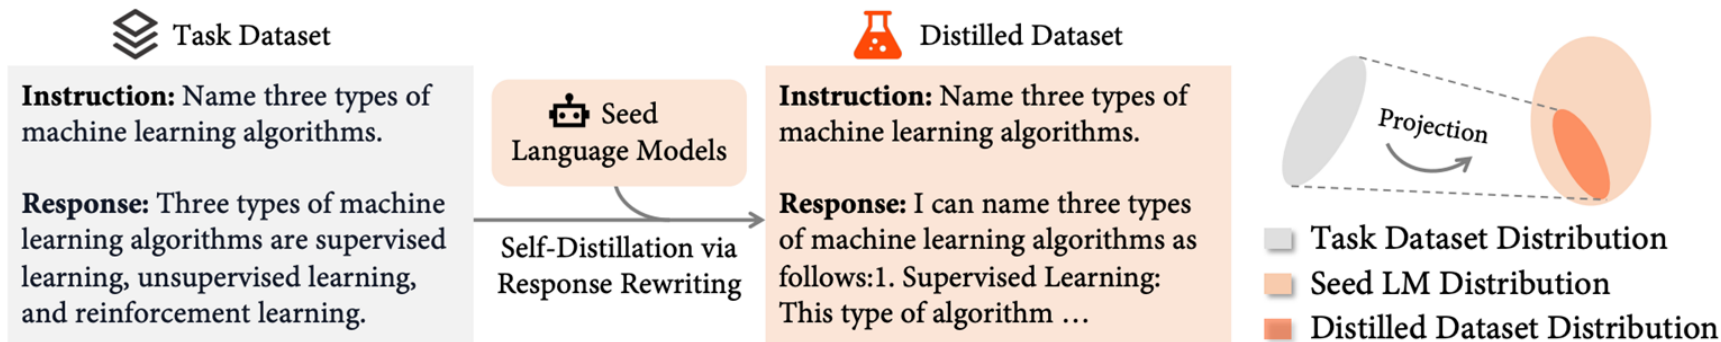 Task Dataset
Instruction: Name three types of
machine learning algorithms.
Response: Three types of machine
learning algorithms are supervised
learning, unsupervised learning,
and reinforcement learning.
Seed
Language Models
Self-Distillation via
Response Rewriting
Distilled Dataset
Instruction: Name three types of
machine learning algorithms.
Response: I can name three types
of machine learning algorithms as
follows:1. Supervised Learning:
This type of algorithm …
Projection
Task Dataset Distribution
Seed LM Distribution
Distilled Dataset Distribution